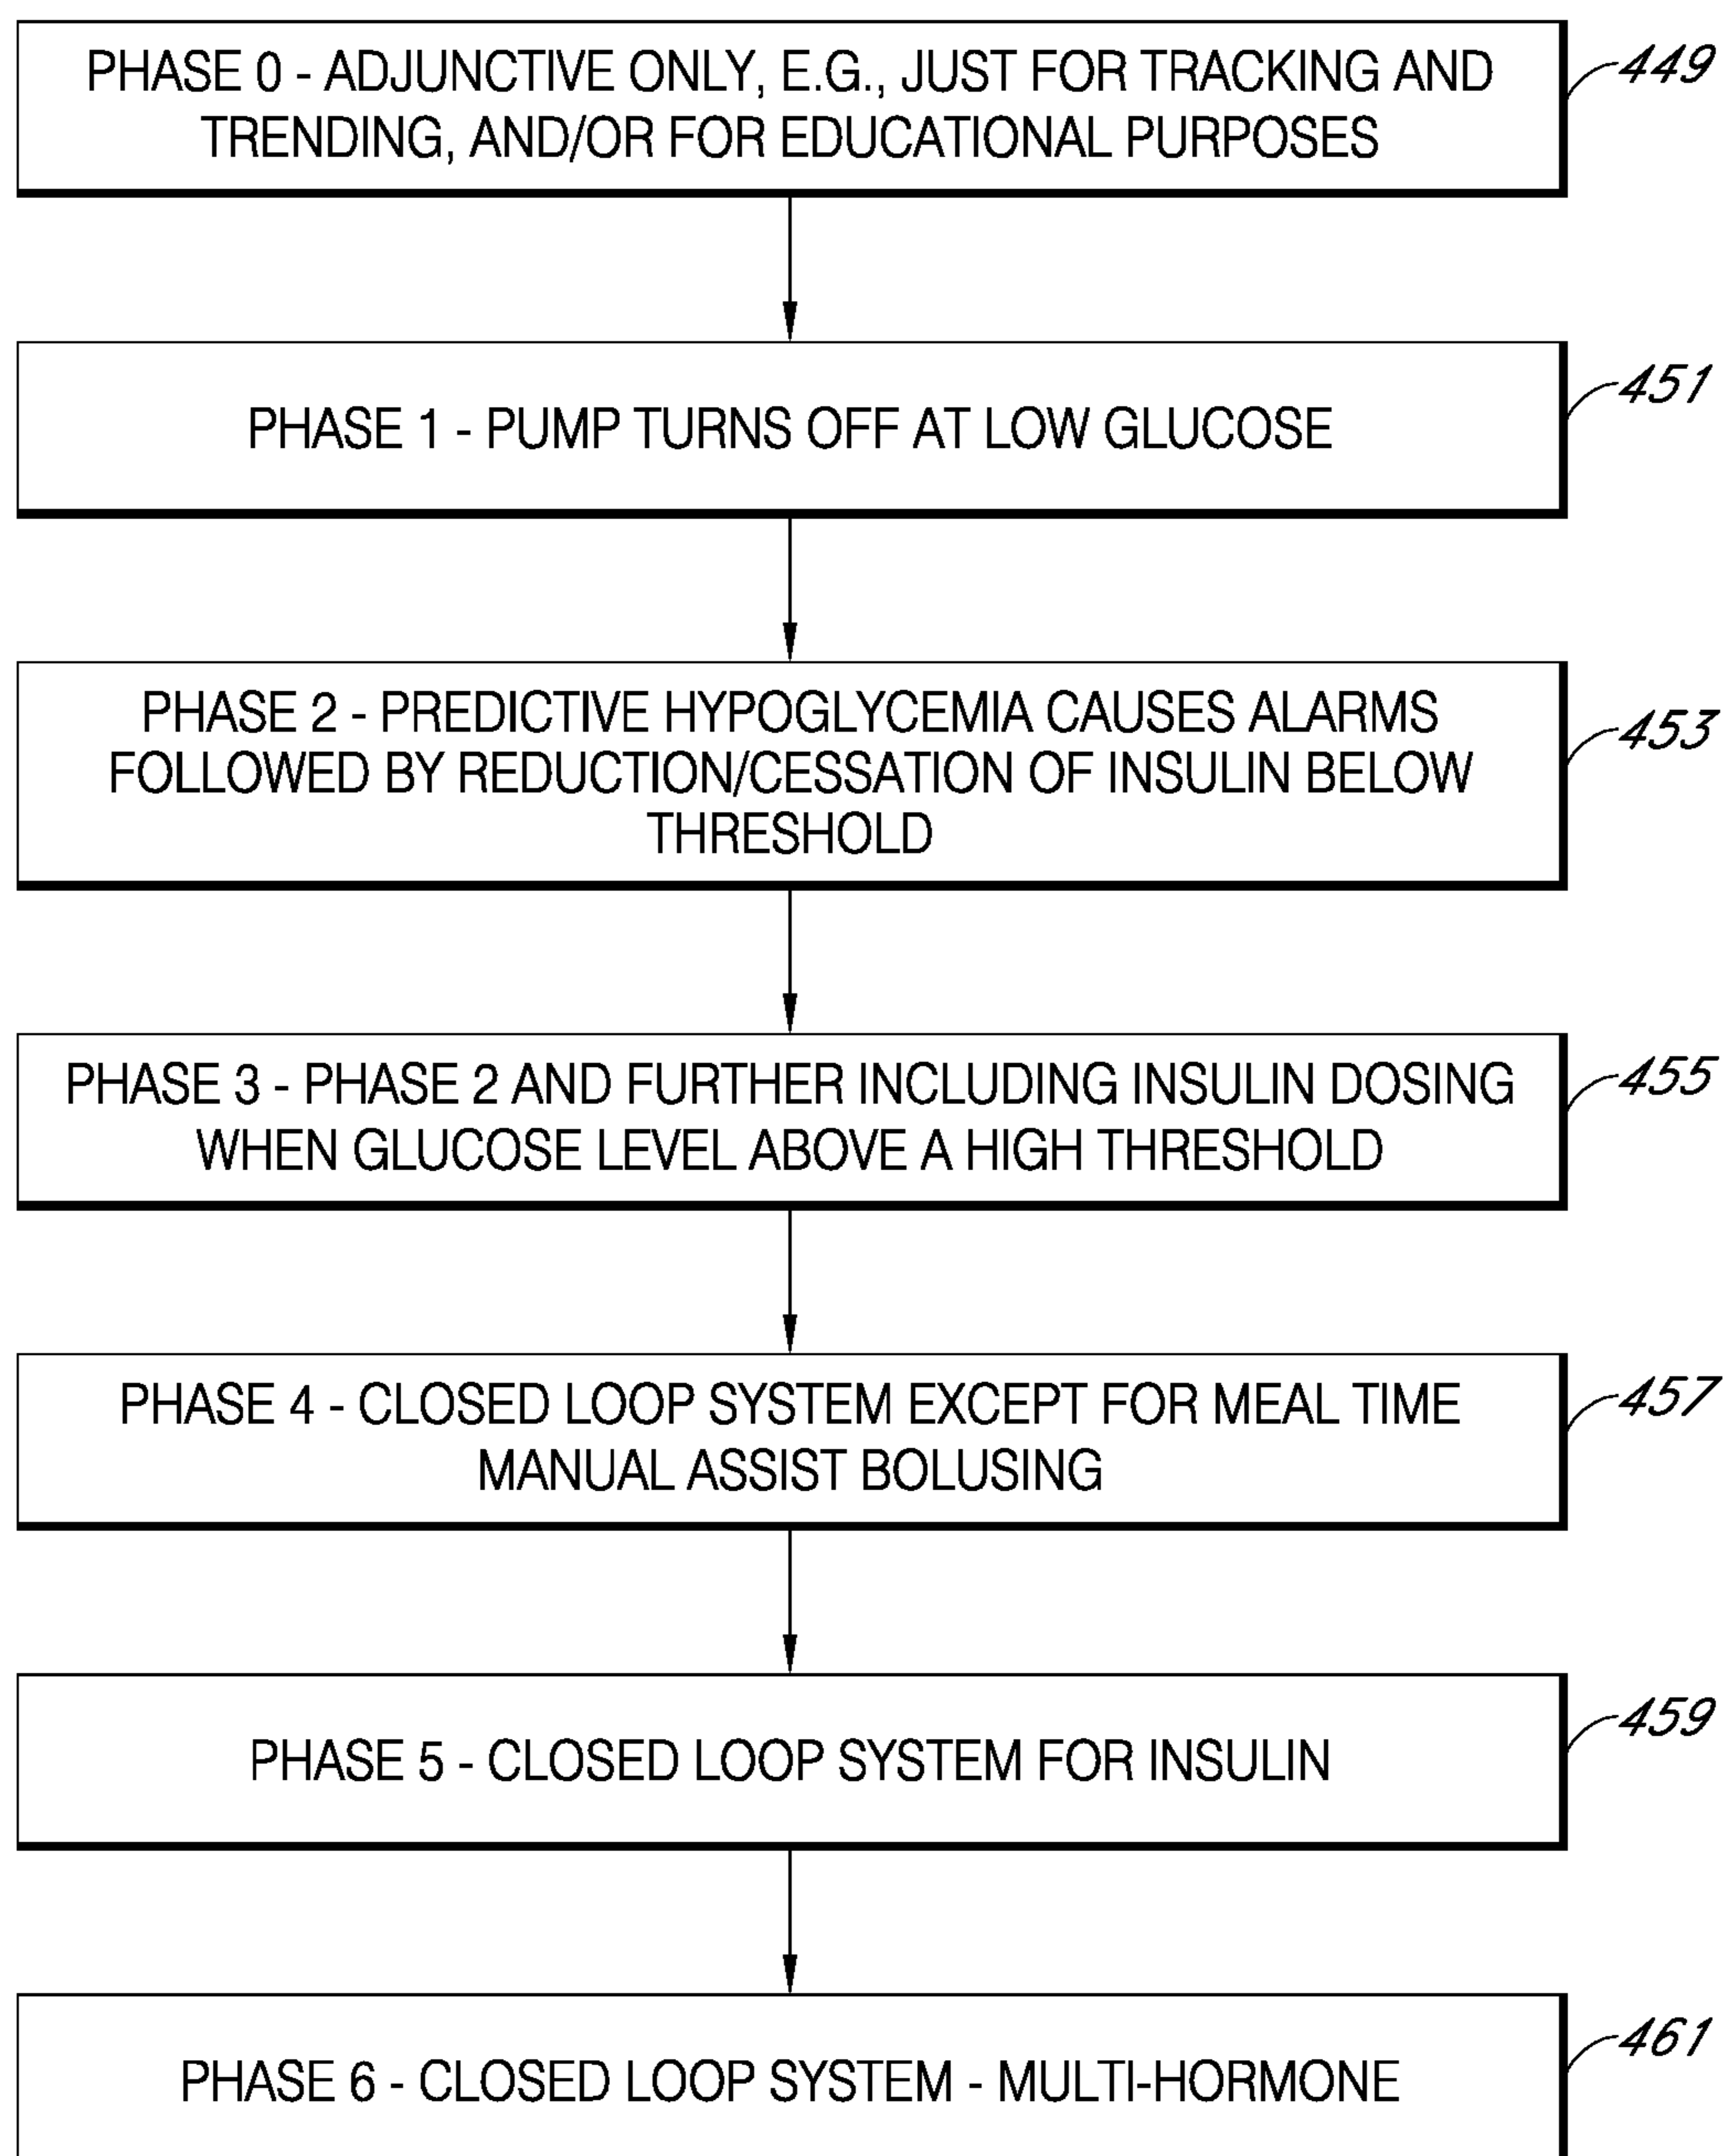 PHASE 0 - ADJUNCTIVE ONLY, E.G., JUST FOR TRACKING AND
TRENDING, AND/OR FOR EDUCATIONAL PURPOSES
449
PHASE 1 - PUMP TURNS OFF AT LOW GLUCOSE
451
PHASE 2 - PREDICTIVE HYPOGLYCEMIA CAUSES ALARMS
FOLLOWED BY REDUCTION/CESSATION OF INSULIN BELOW
THRESHOLD
453
PHASE 3 - PHASE 2 AND FURTHER INCLUDING INSULIN DOSING
WHEN GLUCOSE LEVEL ABOVE A HIGH THRESHOLD
455
PHASE 4 - CLOSED LOOP SYSTEM EXCEPT FOR MEAL TIME
MANUAL ASSIST BOLUSING
457
PHASE 5 - CLOSED LOOP SYSTEM FOR INSULIN
459
PHASE 6 - CLOSED LOOP SYSTEM - MULTI-HORMONE
461